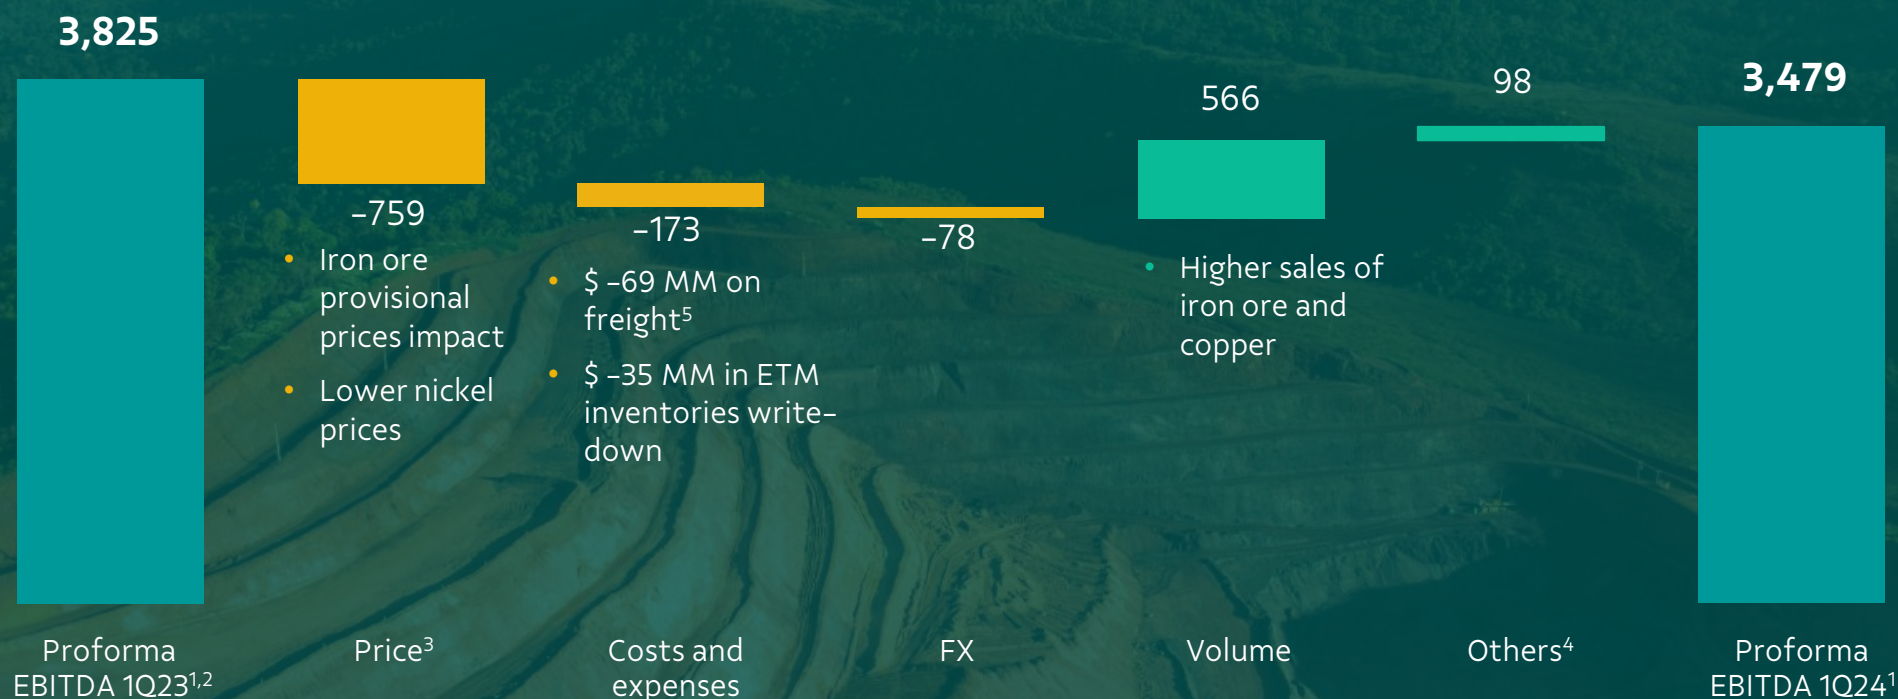 3,825
-759
• Iron ore
provisional
prices impact
• Lower nickel
prices
-173
• $ -69 MM on
freight⁵
• $ -35 MM in ETM
inventories write-
down
-78
566
• Higher sales of
iron ore and
copper
98
3,479
Proforma
EBITDA 1Q23¹,²
Price³
Costs and
expenses
FX
Volume
Others⁴
Proforma
EBITDA 1Q24¹